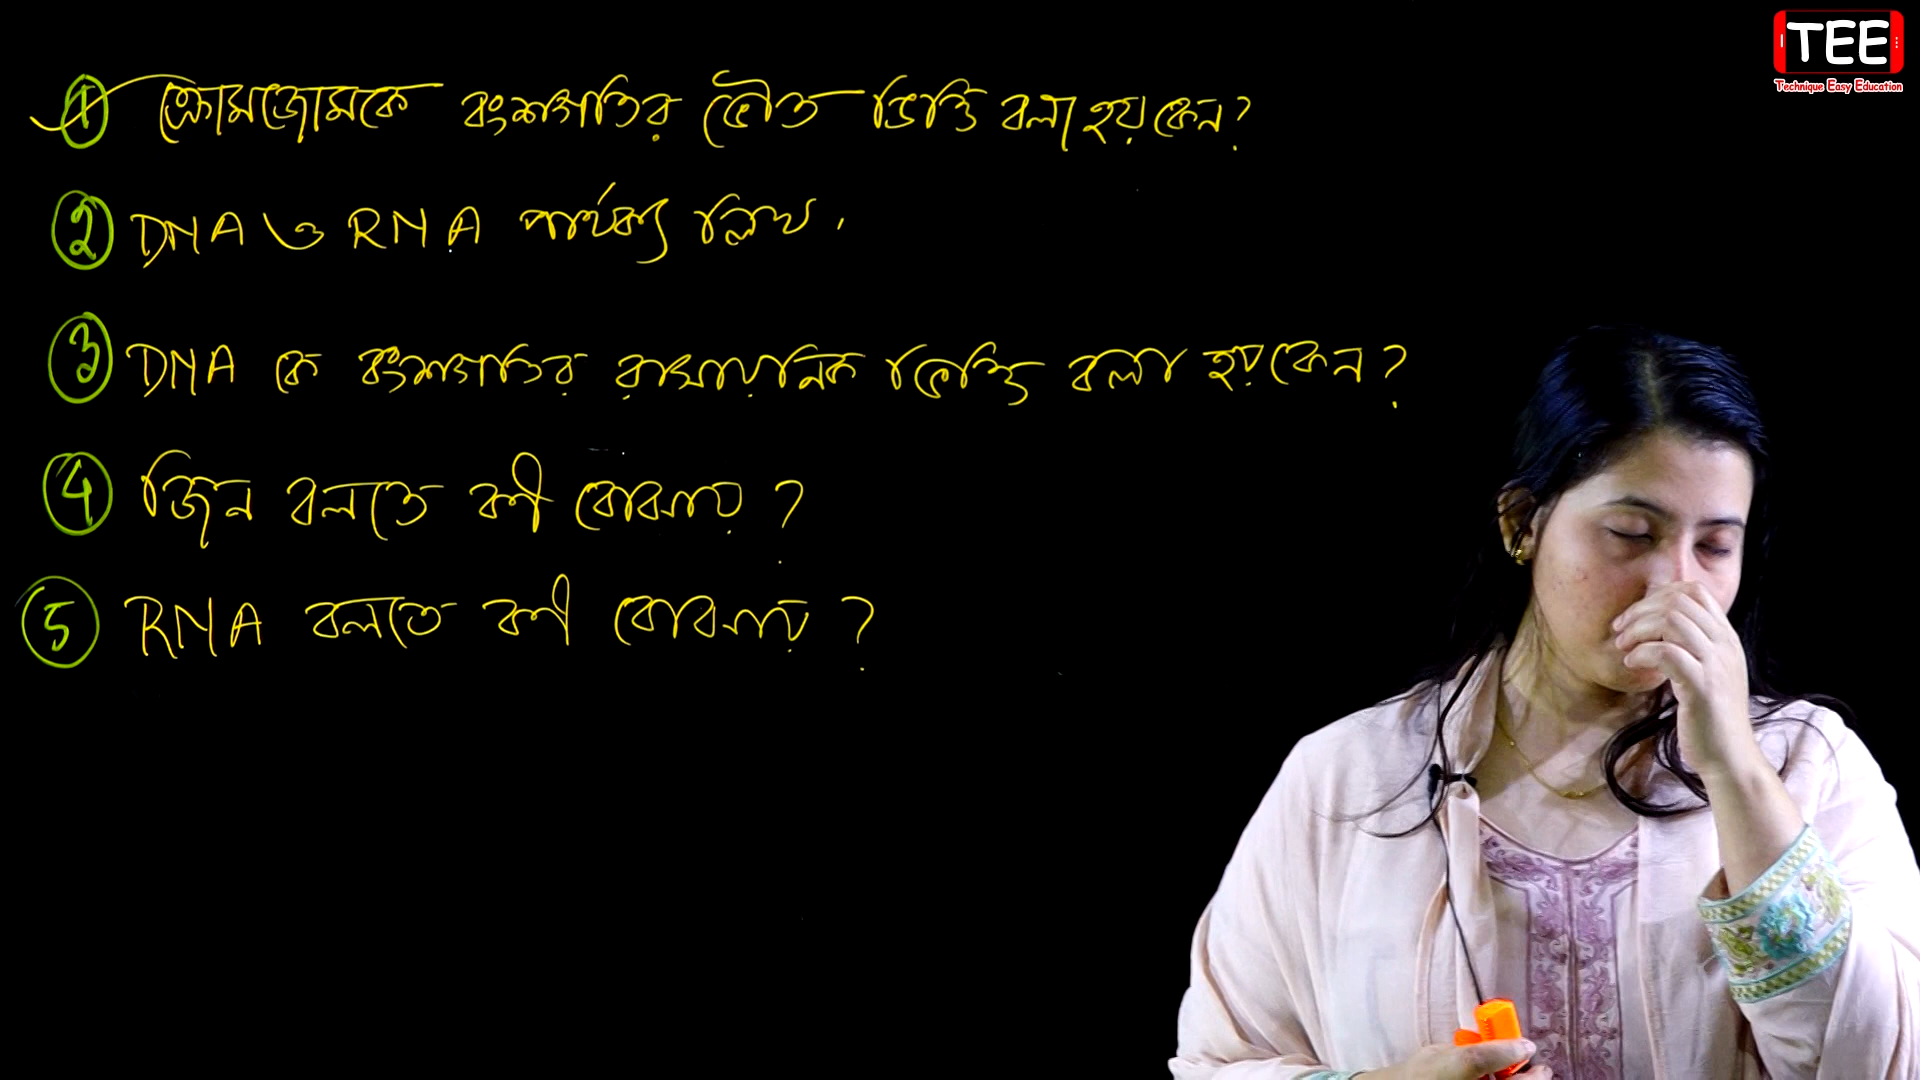 TEE
Technique Easy Education
1 ক্রোমজোমকে বংশগতির ভৌত ভিত্তি বলা হয় কেন?
2 DNA ও RNA পার্থক্য লিখ.
3 DNA কে বংশগতির রাসায়নিক ভিত্তি বলা হয় কেন?
4 জিন বলতে কী বোঝায়?
5 RNA বলতে কী বোঝায়?